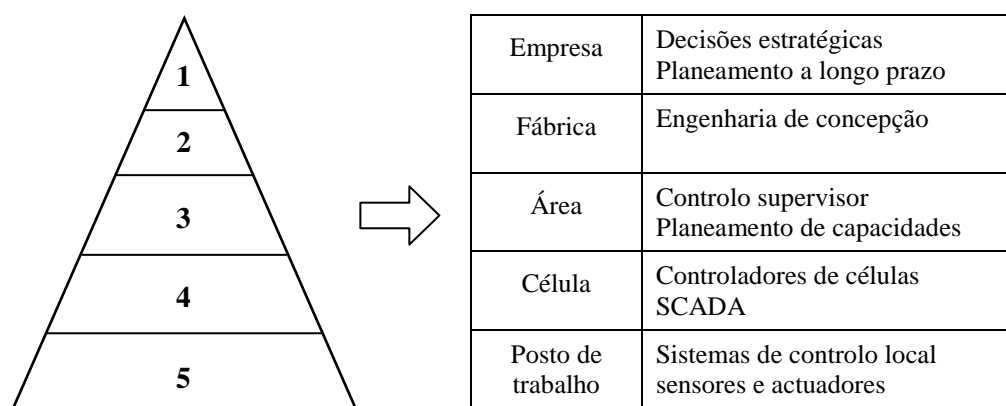 1
2
3
4
5
Empresa
Decisões estratégicas
Planeamento a longo prazo
Fábrica
Engenharia de concepção
Área
Controlo supervisor
Planeamento de capacidades
Célula
Controladores de células
SCADA
Posto de
trabalho
Sistemas de controlo local
sensores e actuadores